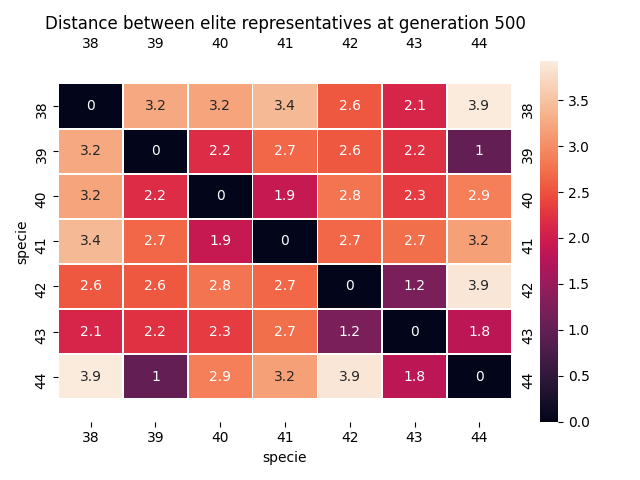 Distance between elite representatives at generation 500
38 39 40 41 42 43 44
38 0 3.2 3.2 3.4 2.6 2.1 3.9 38
39 3.2 0 2.2 2.7 2.6 2.2 1 39
40 3.2 2.2 0 1.9 2.8 2.3 2.9 40
41 3.4 2.7 1.9 0 2.7 2.7 3.2 41
42 2.6 2.6 2.8 2.7 0 1.2 3.9 42
43 2.1 2.2 2.3 2.7 1.2 0 1.8 43
44 3.9 1 2.9 3.2 3.9 1.8 0 44
38 39 40 41 42 43 44
specie
specie
3.5
3.0
2.5
2.0
1.5
1.0
0.5
0.0